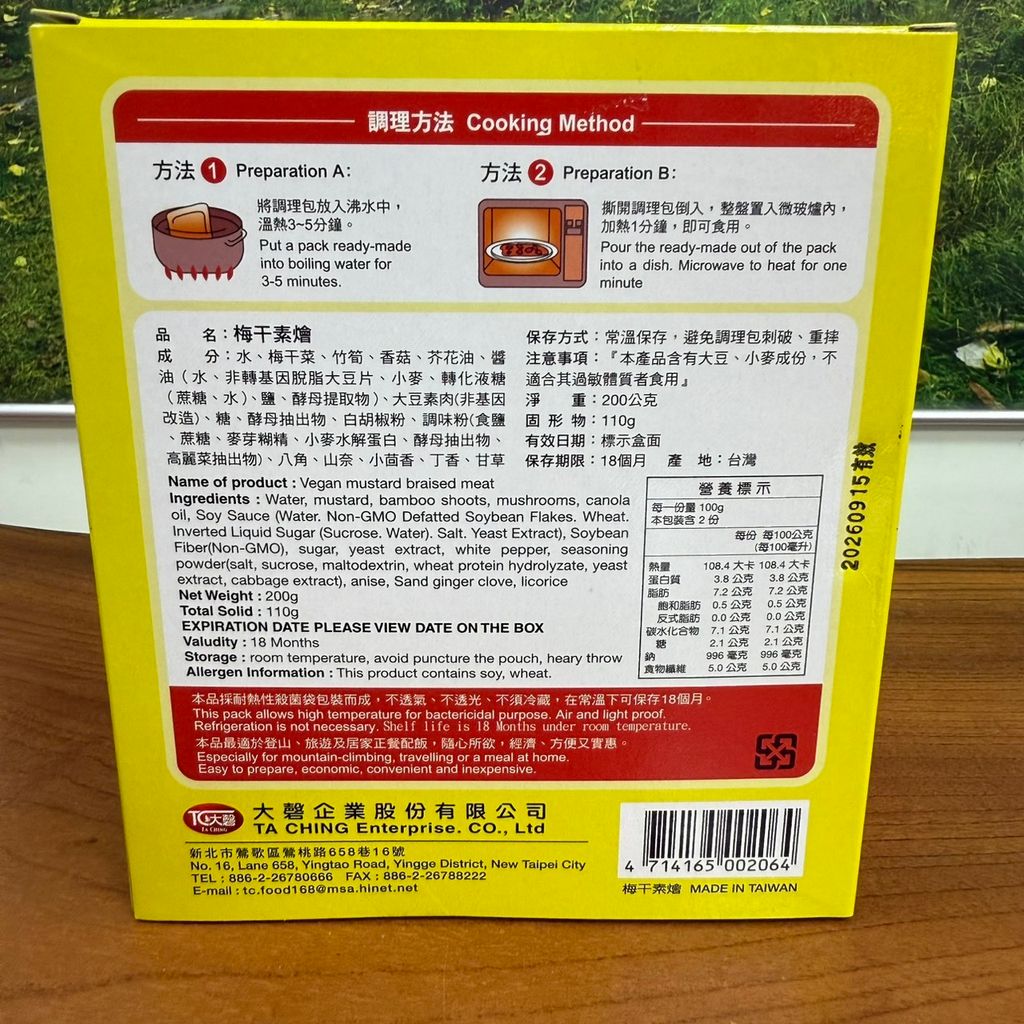 調理方法 Cooking Method
方法 1 Preparation A:
將調理包放入沸水中，
溫熱3~5分鐘。
Put a pack ready-made
into boiling water for
3-5 minutes.
方法 2 Preparation B:
撕開調理包倒入，整盤置入微玻爐內，
加熱1分鐘，即可食用。
Pour the ready-made out of the pack
into a dish. Microwave to heat for one
minute
品　　名：梅干素燴
成　　分：水、梅干菜、竹筍、香菇、芥花油、醬
油（水、非轉基因脫脂大豆片、小麥、轉化液糖
（蔗糖、水）、鹽、酵母提取物）、大豆素肉(非基因
改造)、糖、酵母抽出物、白胡椒粉、調味粉(食鹽
、蔗糖、麥芽糊精、小麥水解蛋白、酵母抽出物、
高麗菜抽出物)、八角、山奈、小茴香、丁香、甘草
Name of product : Vegan mustard braised meat
Ingredients : Water, mustard, bamboo shoots, mushrooms, canola
oil, Soy Sauce (Water. Non-GMO Defatted Soybean Flakes. Wheat.
Inverted Liquid Sugar (Sucrose. Water). Salt. Yeast Extract), Soybean
Fiber(Non-GMO), sugar, yeast extract, white pepper, seasoning
powder(salt, sucrose, maltodextrin, wheat protein hydrolyzate, yeast
extract, cabbage extract), anise, Sand ginger clove, licorice
Net Weight : 200g
Total Solid : 110g
EXPIRATION DATE PLEASE VIEW DATE ON THE BOX
Valudity : 18 Months
Storage : room temperature, avoid puncture the pouch, heary throw
Allergen Information : This product contains soy, wheat.
保存方式：常溫保存，避免調理包刺破、重摔
注意事項：『本產品含有大豆、小麥成份，不
適合其過敏體質者食用』
淨　　重：200公克
固 形 物：110g
有效日期：標示盒面
保存期限：18個月　產　地：台灣
營養標示
每一份量 100g
本包裝含 2 份
每份 每100公克
(每100毫升)
熱量 108.4 大卡 108.4 大卡
蛋白質 3.8 公克 3.8 公克
脂肪 7.2 公克 7.2 公克
飽和脂肪 0.5 公克 0.5 公克
反式脂肪 0.0 公克 0.0 公克
碳水化合物 7.1 公克 7.1 公克
糖 2.1 公克 2.1 公克
鈉 996 毫克 996 毫克
食物纖維 5.0 公克 5.0 公克
20260915有效
本品採耐熱性殺菌袋包裝而成，不透氣、不透光、不須冷藏，在常溫下可保存18個月。
This pack allows high temperature for bactericidal purpose. Air and light proof.
Refrigeration is not necessary. Shelf life is 18 Months under room temperature.
本品最適於登山、旅遊及居家正餐配飯，隨心所欲，經濟、方便又實惠。
Especially for mountain-climbing, travelling or a meal at home.
Easy to prepare, economic, convenient and inexpensive.
TC大磬
TA CHING
大磬企業股份有限公司
TA CHING Enterprise. CO., Ltd
新北市鶯歌區鶯桃路658巷16號
No. 16, Lane 658, Yingtao Road, Yingge District, New Taipei City
TEL : 886-2-26780666 FAX : 886-2-26788222
E-mail : tc.food168@msa.hinet.net
4 714165 002064
梅干素燴 MADE IN TAIWAN